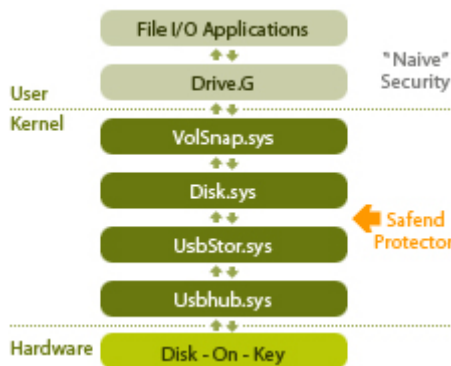 File I/O Applications
"Naive"
Security
Drive.G
User
Kernel
VolSnap.sys
Disk.sys
Safend
Protector
UsbStor.sys
Usbhub.sys
Hardware
Disk - On - Key